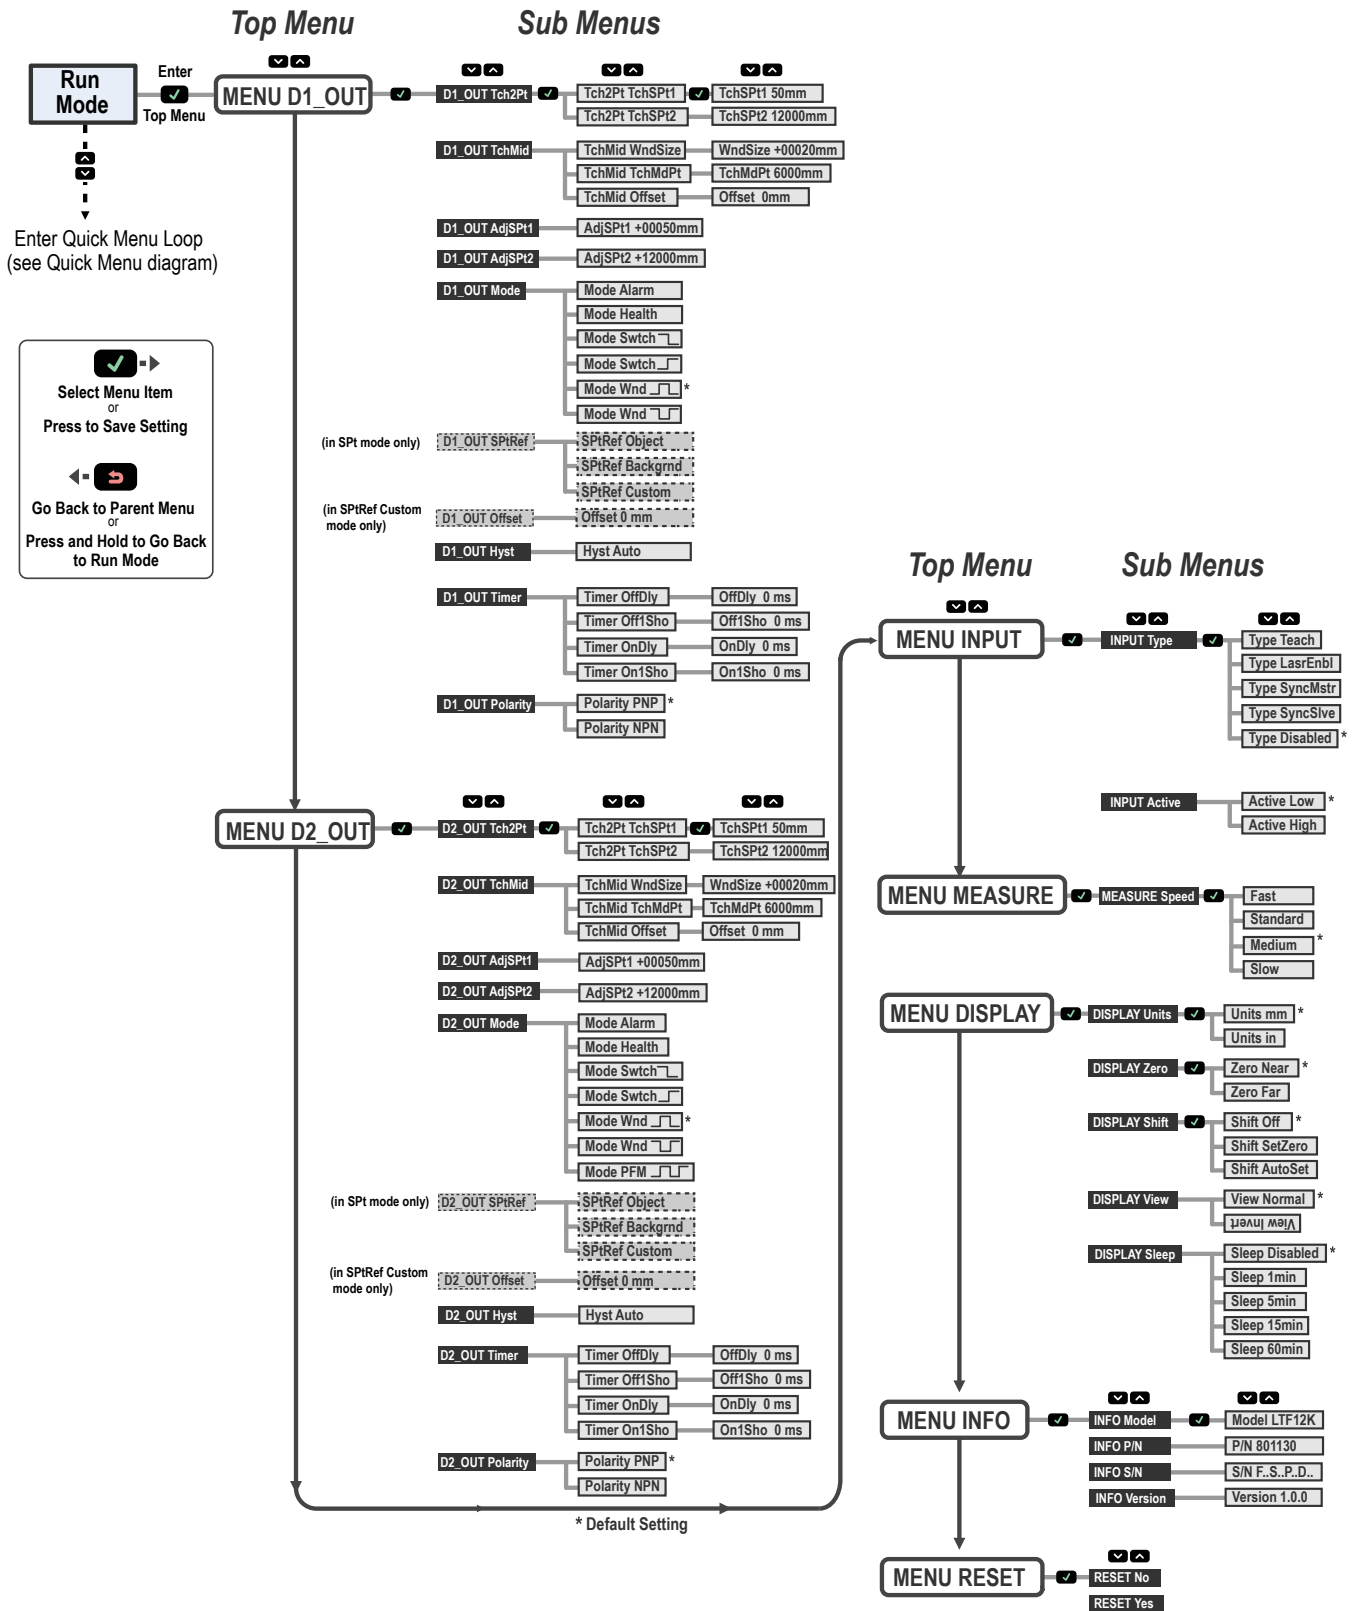 Top Menu
Sub Menus
Run
Mode
Enter
Top Menu
Enter Quick Menu Loop
(see Quick Menu diagram)
Select Menu Item
or
Press to Save Setting
Go Back to Parent Menu
or
Press and Hold to Go Back
to Run Mode
MENU D1_OUT
D1_OUT Tch2Pt
Tch2Pt TchSPt1
TchSPt1 50mm
Tch2Pt TchSPt2
TchSPt2 12000mm
D1_OUT TchMid
TchMid WndSize
WndSize +00020mm
TchMid TchMdPt
TchMdPt 6000mm
TchMid Offset
Offset 0mm
D1_OUT AdjSPt1
AdjSPt1 +00050mm
D1_OUT AdjSPt2
AdjSPt2 +12000mm
D1_OUT Mode
Mode Alarm
Mode Health
Mode Swtch
Mode Swtch
Mode Wnd *
Mode Wnd
(in SPt mode only)
D1_OUT SPtRef
SPtRef Object
SPtRef Backgrnd
SPtRef Custom
(in SPtRef Custom
mode only)
D1_OUT Offset
Offset 0 mm
D1_OUT Hyst
Hyst Auto
D1_OUT Timer
Timer OffDly
OffDly 0 ms
Timer Off1Sho
Off1Sho 0 ms
Timer OnDly
OnDly 0 ms
Timer On1Sho
On1Sho 0 ms
D1_OUT Polarity
Polarity PNP *
Polarity NPN
MENU D2_OUT
D2_OUT Tch2Pt
Tch2Pt TchSPt1
TchSPt1 50mm
Tch2Pt TchSPt2
TchSPt2 12000mm
D2_OUT TchMid
TchMid WndSize
WndSize +00020mm
TchMid TchMdPt
TchMdPt 6000mm
TchMid Offset
Offset 0 mm
D2_OUT AdjSPt1
AdjSPt1 +00050mm
D2_OUT AdjSPt2
AdjSPt2 +12000mm
D2_OUT Mode
Mode Alarm
Mode Health
Mode Swtch
Mode Swtch
Mode Wnd *
Mode Wnd
Mode PFM
(in SPt mode only)
D2_OUT SPtRef
SPtRef Object
SPtRef Backgrnd
SPtRef Custom
(in SPtRef Custom
mode only)
D2_OUT Offset
Offset 0 mm
D2_OUT Hyst
Hyst Auto
D2_OUT Timer
Timer OffDly
OffDly 0 ms
Timer Off1Sho
Off1Sho 0 ms
Timer OnDly
OnDly 0 ms
Timer On1Sho
On1Sho 0 ms
D2_OUT Polarity
Polarity PNP *
Polarity NPN
* Default Setting
Top Menu
Sub Menus
MENU INPUT
INPUT Type
Type Teach
Type LasrEnbl
Type SyncMstr
Type SyncSlve
Type Disabled *
INPUT Active
Active Low *
Active High
MENU MEASURE
MEASURE Speed
Fast
Standard
Medium *
Slow
MENU DISPLAY
DISPLAY Units
Units mm *
Units in
DISPLAY Zero
Zero Near *
Zero Far
DISPLAY Shift
Shift Off *
Shift SetZero
Shift AutoSet
DISPLAY View
View Normal *
View Invert
DISPLAY Sleep
Sleep Disabled *
Sleep 1min
Sleep 5min
Sleep 15min
Sleep 60min
MENU INFO
INFO Model
Model LTF12K
INFO P/N
P/N 801130
INFO S/N
S/N F..S..P..D..
INFO Version
Version 1.0.0
MENU RESET
RESET No
RESET Yes